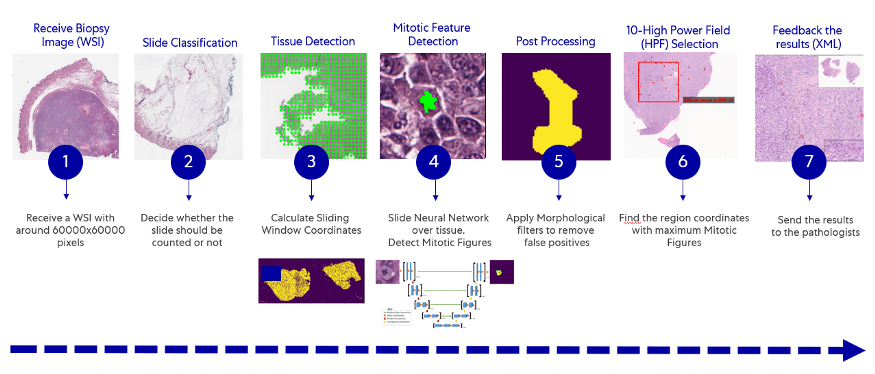 Receive Biopsy
Image (WSI)
Slide Classification
Tissue Detection
Mitotic Feature
Detection
Post Processing
10-High Power Field
(HPF) Selection
Feedback the
results (XML)
1
2
3
4
5
6
7
Receive a WSI with
around 60000x60000
pixels
Decide whether the
slide should be
counted or not
Calculate Sliding
Window Coordinates
Slide Neural Network
over tissue.
Detect Mitotic Figures
Apply Morphological
filters to remove
false positives
Find the region coordinates
with maximum Mitotic
Figures
Send the results
to the pathologists